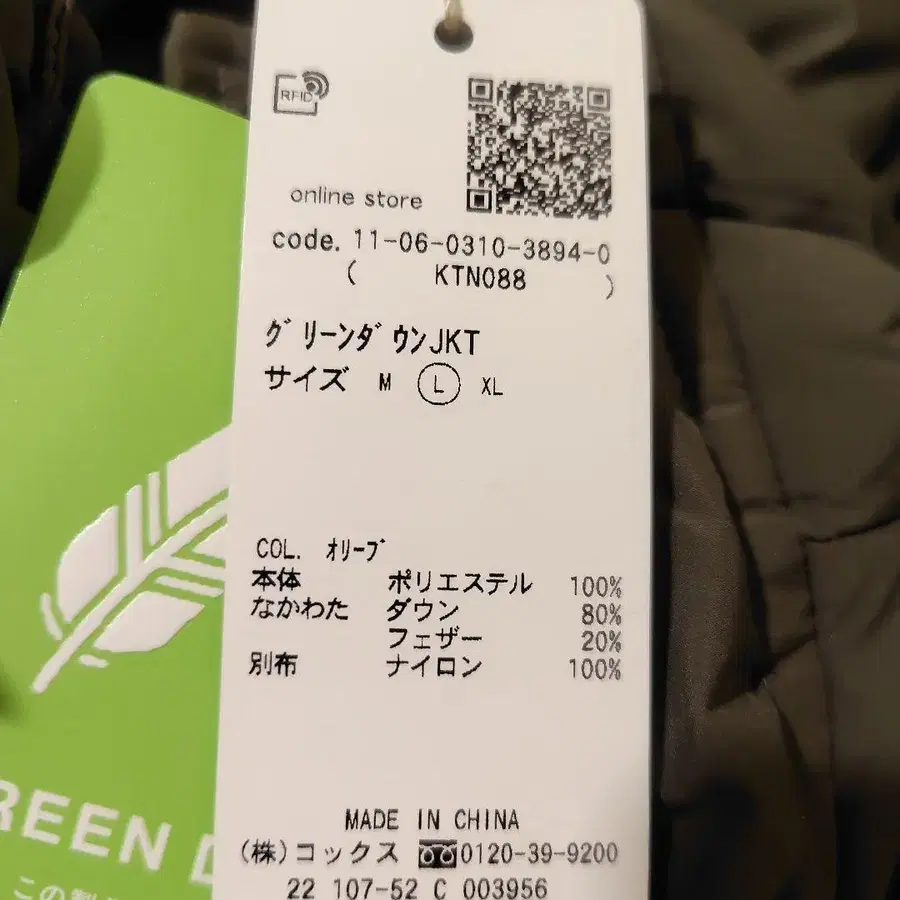 RFID
online store
code. 11-06-0310-3894-0
( KTN088 )
グリーンダウンJKT
サイズ M L XL
COL. オリーブ
本体 ポリエステル 100%
なかわた ダウン 80%
フェザー 20%
別布 ナイロン 100%
MADE IN CHINA
(株)コックス 0120-39-9200
22 107-52 C 003956
REEN D
この製